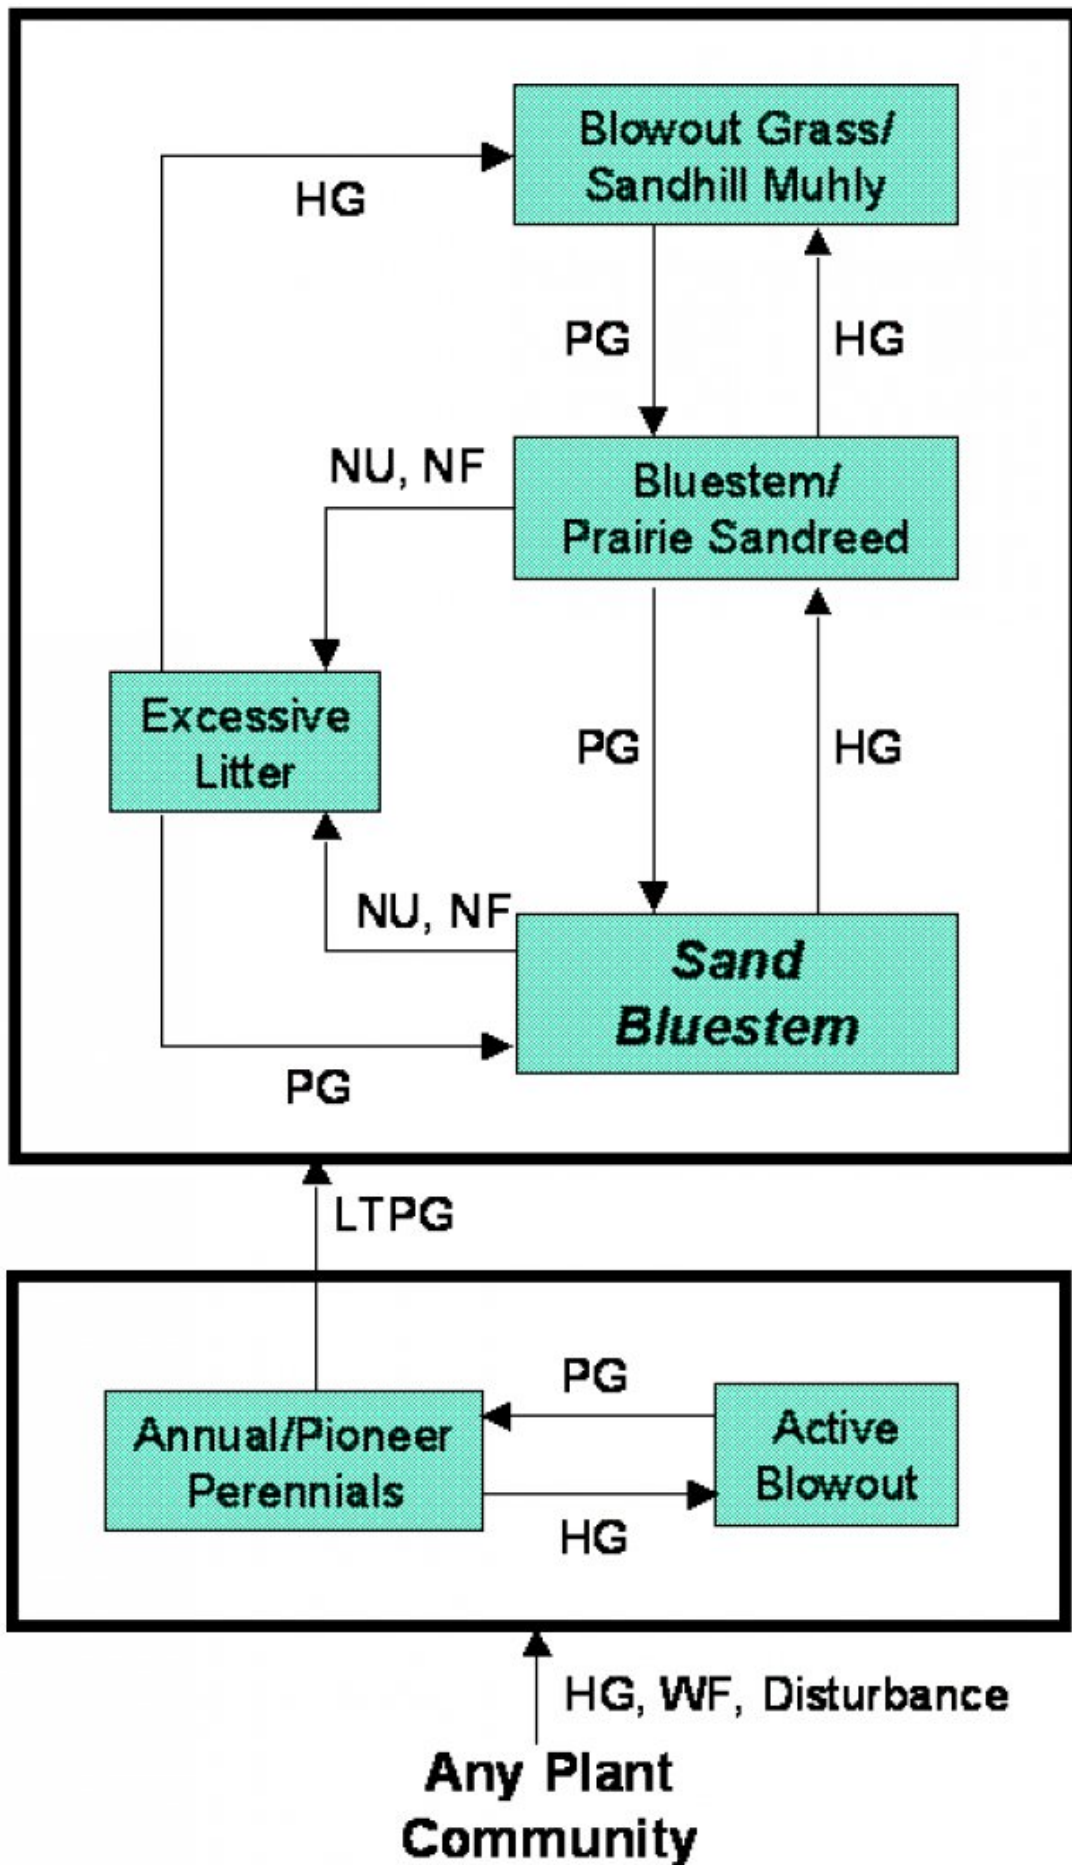 Blowout Grass/
Sandhill Muhly
HG
PG
HG
NU, NF
Bluestem/
Prairie Sandreed
Excessive
Litter
PG
HG
NU, NF
Sand
Bluestem
PG
LTPG
PG
Annual/Pioneer
Perennials
Active
Blowout
HG
HG, WF, Disturbance
Any Plant
Community